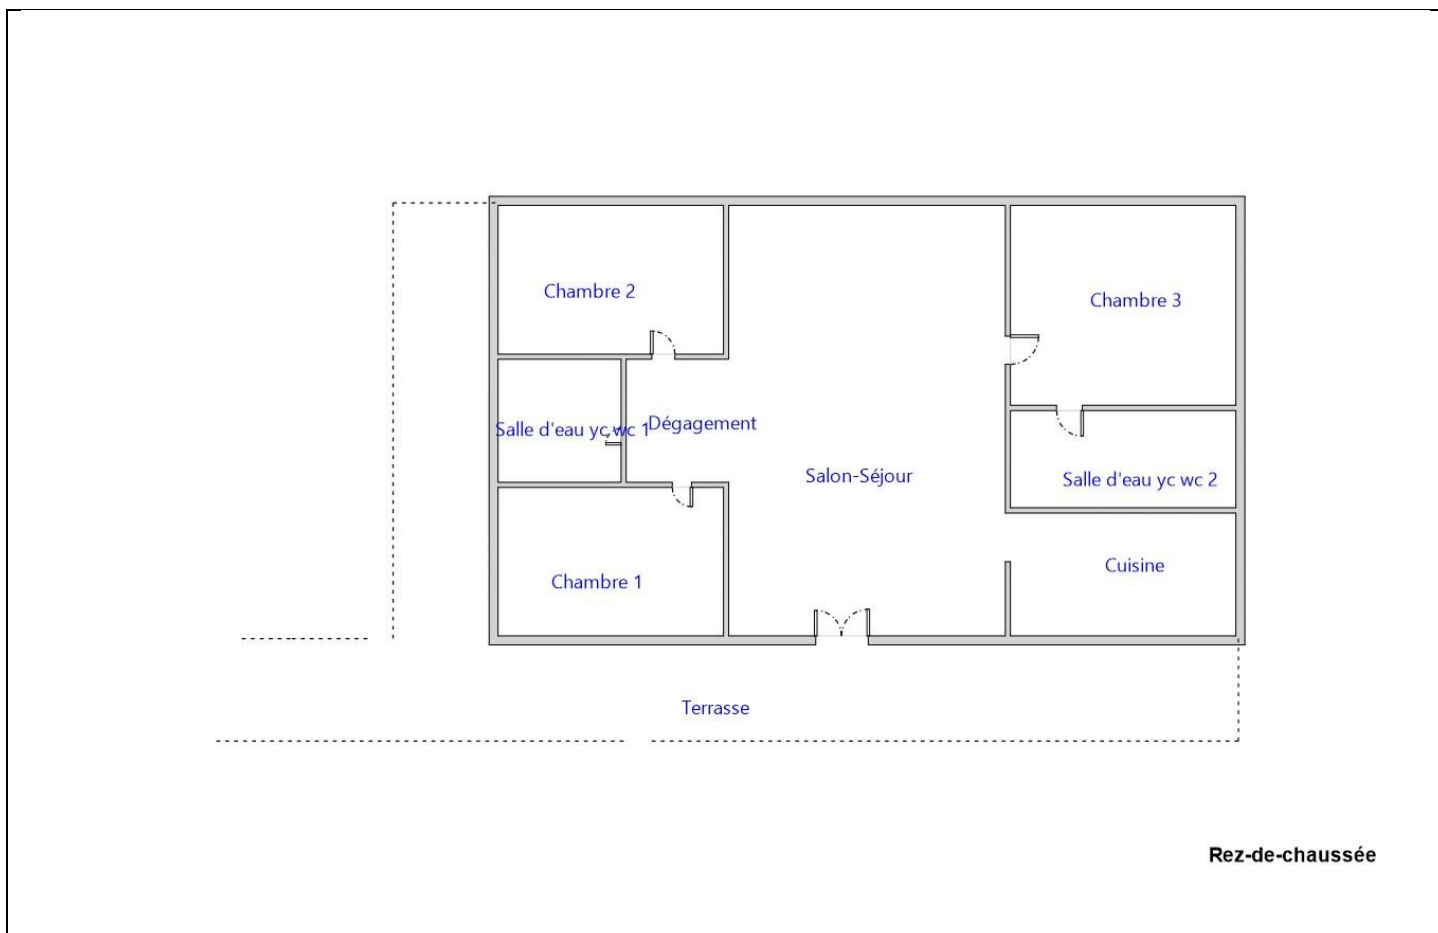 Chambre 2
Chambre 3
Salle d'eau yc wc 1
Dégagement
Salon-Séjour
Salle d'eau yc wc 2
Cuisine
Chambre 1
Terrasse
Rez-de-chaussée